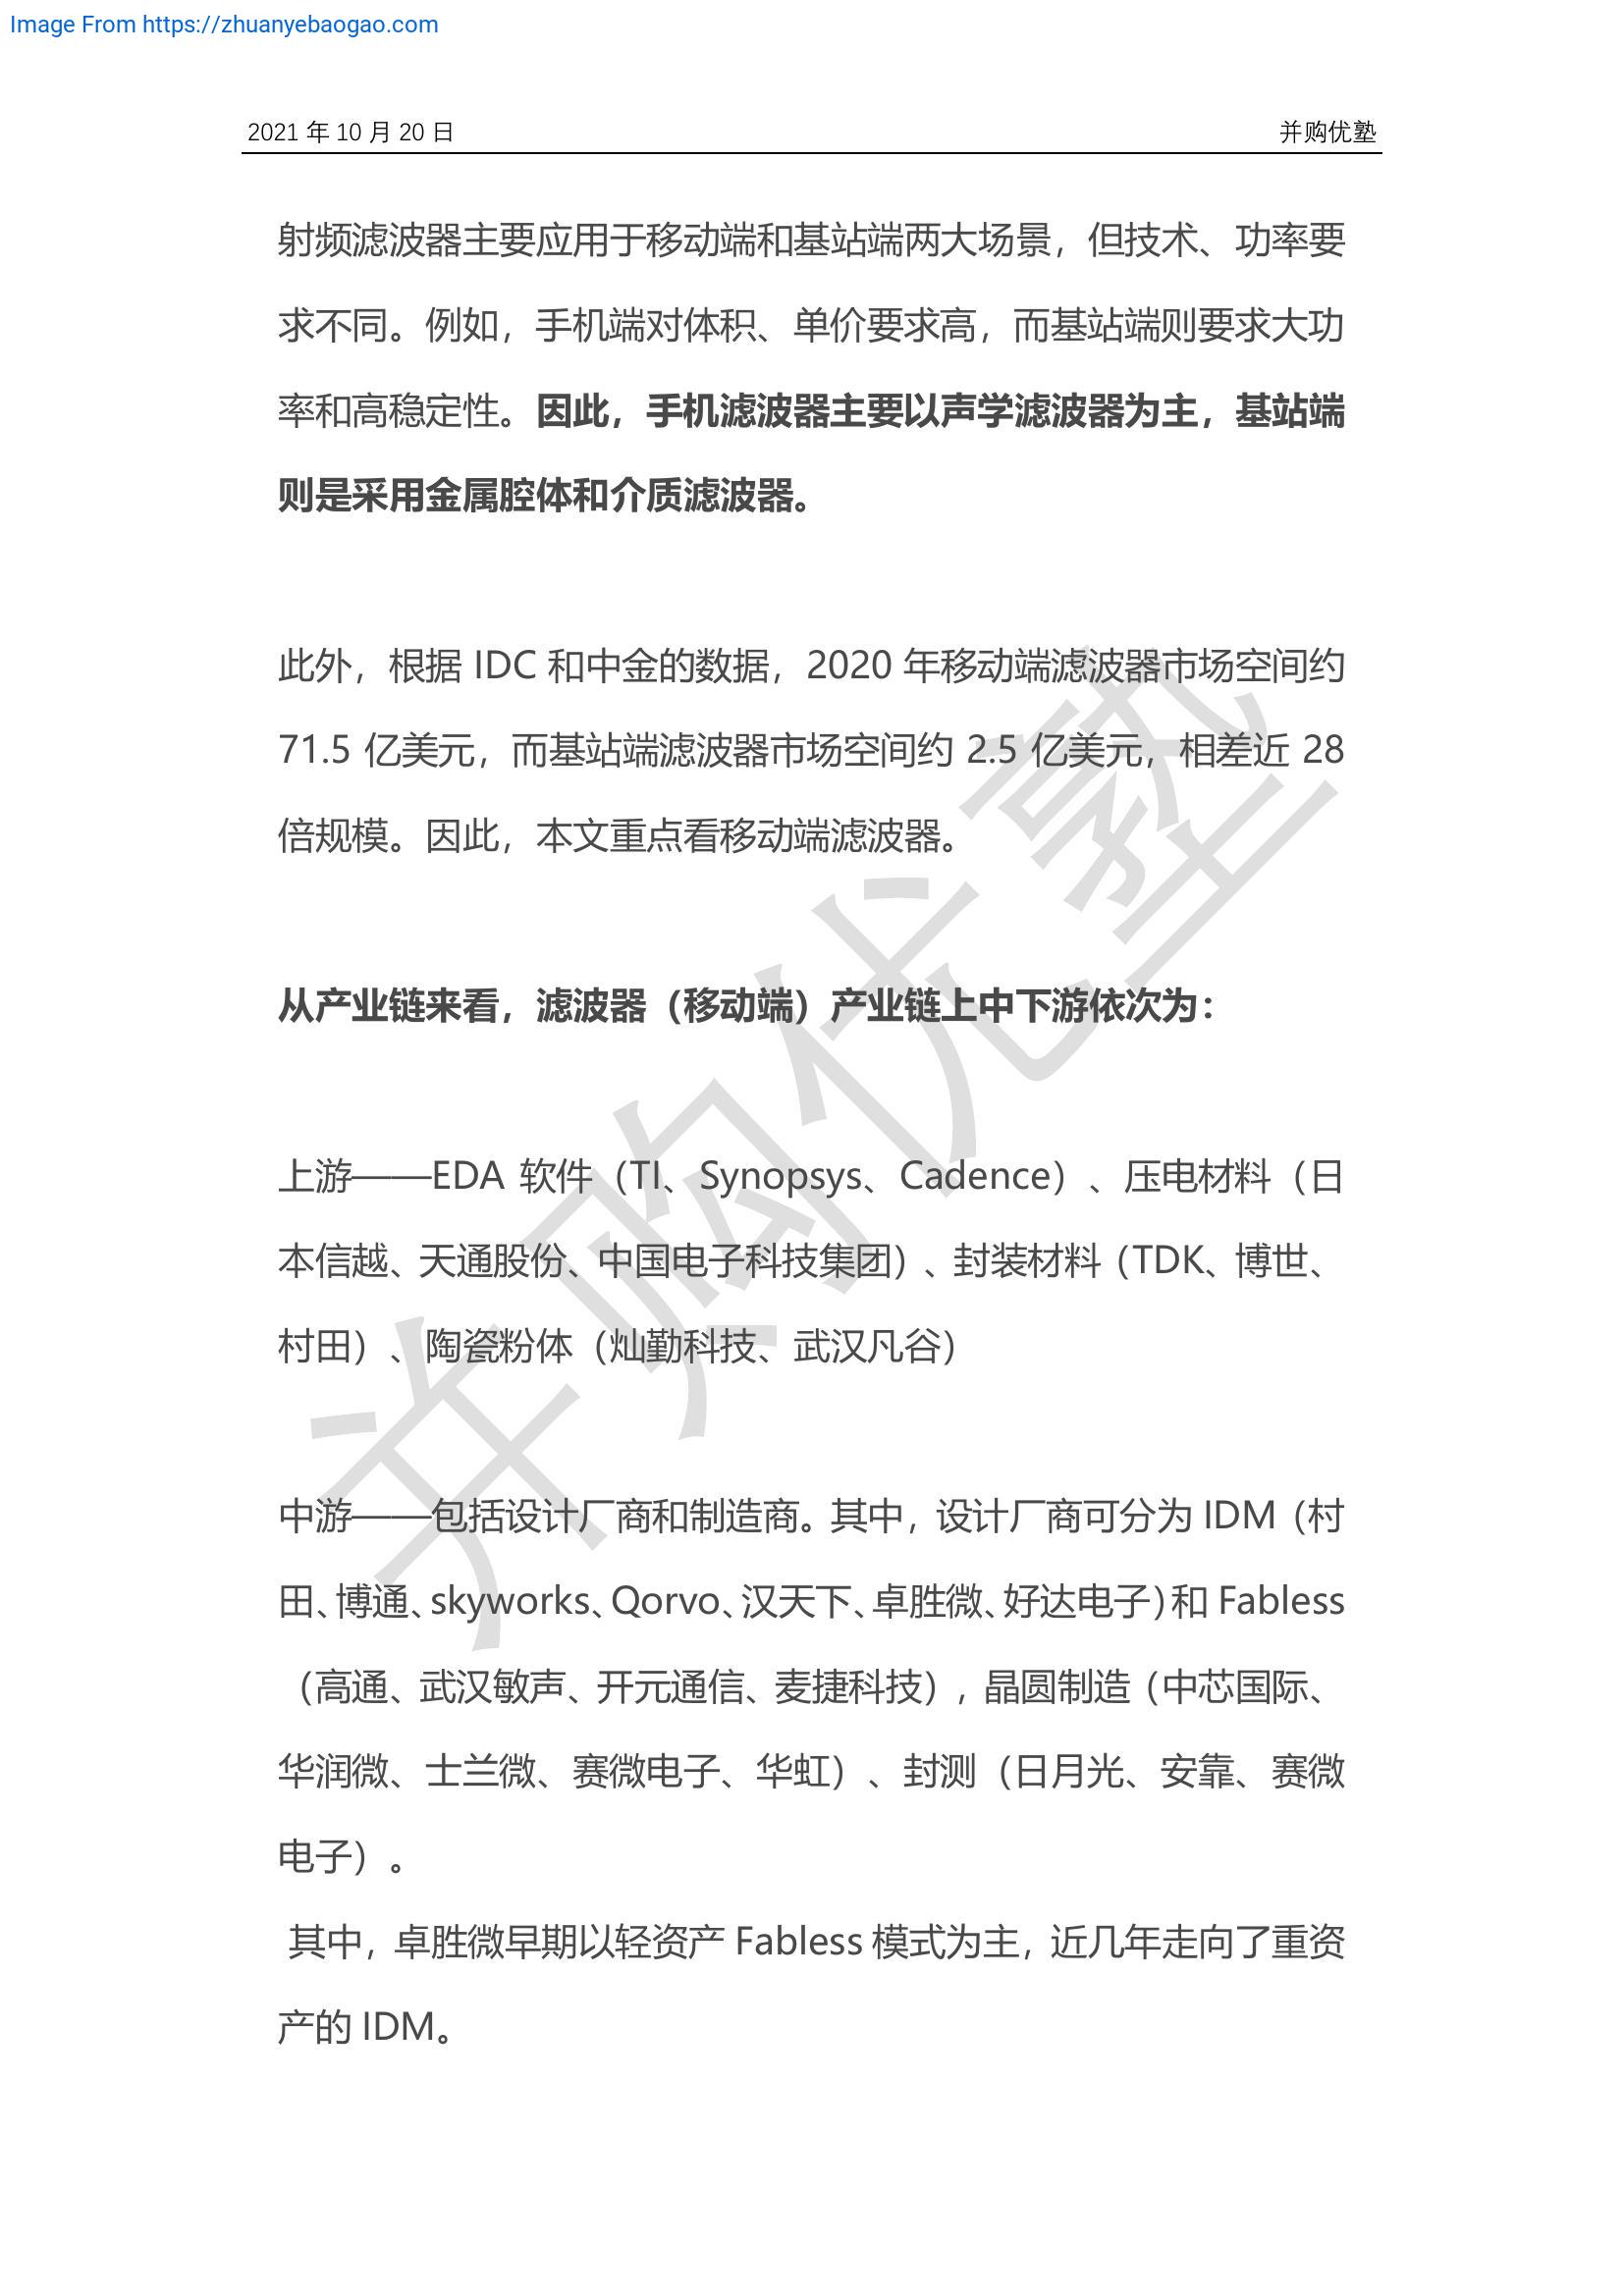 Image From https://zhuanyebaogao.com
2021 年 10 月 20 日 并购优塾
射频滤波器主要应用于移动端和基站端两大场景，但技术、功率要
求不同。例如，手机端对体积、单价要求高，而基站端则要求大功
率和高稳定性。因此，手机滤波器主要以声学滤波器为主，基站端
则是采用金属腔体和介质滤波器。
此外，根据 IDC 和中金的数据，2020 年移动端滤波器市场空间约
71.5 亿美元，而基站端滤波器市场空间约 2.5 亿美元，相差近 28
倍规模。因此，本文重点看移动端滤波器。
从产业链来看，滤波器（移动端）产业链上中下游依次为：
上游——EDA 软件（TI、Synopsys、Cadence）、压电材料（日
本信越、天通股份、中国电子科技集团）、封装材料（TDK、博世、
村田）、陶瓷粉体（灿勤科技、武汉凡谷）
中游——包括设计厂商和制造商。其中，设计厂商可分为 IDM（村
田、博通、skyworks、Qorvo、汉天下、卓胜微、好达电子）和 Fabless
（高通、武汉敏声、开元通信、麦捷科技），晶圆制造（中芯国际、
华润微、士兰微、赛微电子、华虹）、封测（日月光、安靠、赛微
电子）。
其中，卓胜微早期以轻资产 Fabless 模式为主，近几年走向了重资
产的 IDM。
并购优塾